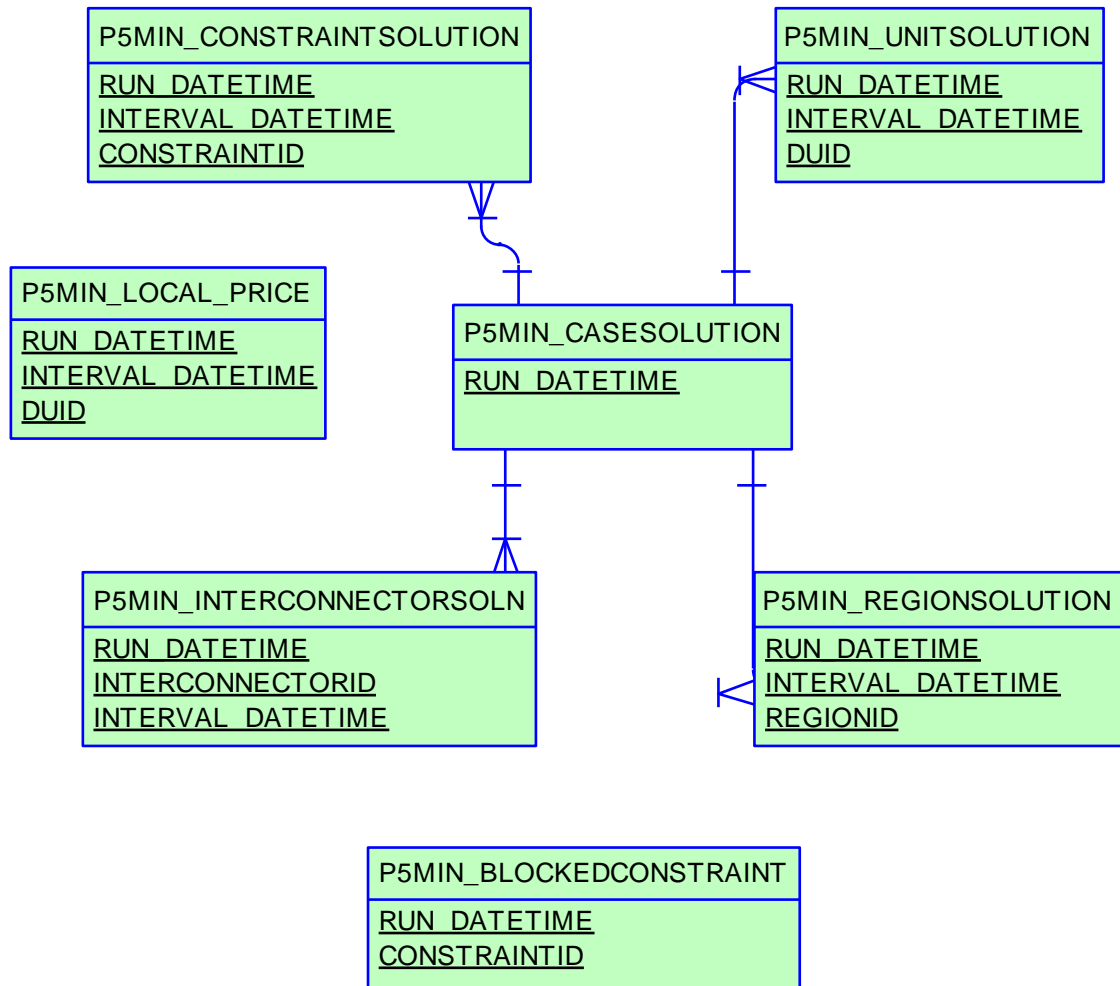 P5MIN_CONSTRAINTSOLUTION
RUN_DATETIME
INTERVAL_DATETIME
CONSTRAINTID
P5MIN_UNITSOLUTION
RUN_DATETIME
INTERVAL_DATETIME
DUID
P5MIN_LOCAL_PRICE
RUN_DATETIME
INTERVAL_DATETIME
DUID
P5MIN_CASESOLUTION
RUN_DATETIME
P5MIN_INTERCONNECTORSOLN
RUN_DATETIME
INTERCONNECTORID
INTERVAL_DATETIME
P5MIN_REGIONSOLUTION
RUN_DATETIME
INTERVAL_DATETIME
REGIONID
P5MIN_BLOCKEDCONSTRAINT
RUN_DATETIME
CONSTRAINTID